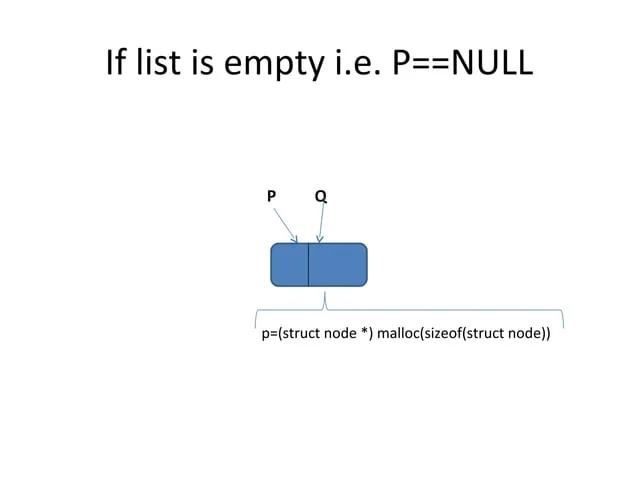 If list is empty i.e. P==NULL
P Q
p=(struct node *) malloc(sizeof(struct node))